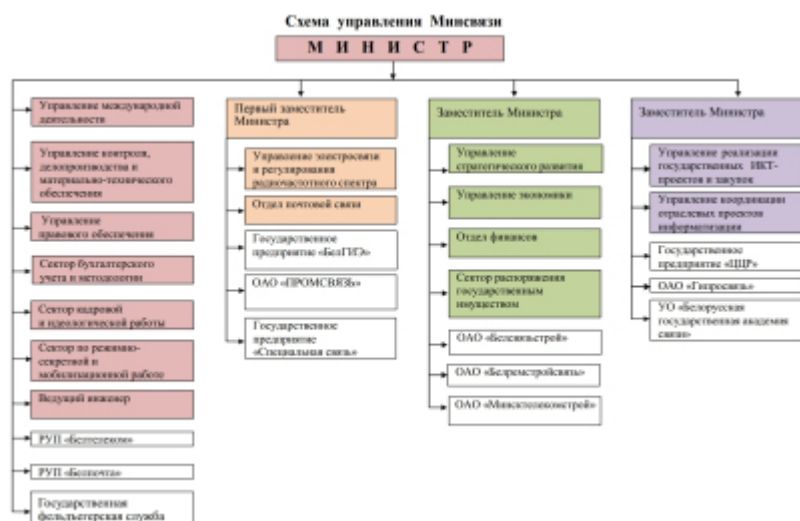 Схема управления Минсвязи
МИНИСТР
Управление международной
деятельности
Управление контроля,
делопроизводства и
материально-технического
обеспечения
Управление
правового обеспечения
Сектор бухгалтерского
учета и методологии
Сектор кадровой
и идеологической работы
Сектор по режимно-
секретной и
мобилизационной работе
Ведущий инженер
РУП «Белтелеком»
РУП «Белпочта»
Государственная
фельдъегерская служба
Первый заместитель
Министра
Управление электросвязи
и регулирования
радиочастотного спектра
Отдел почтовой связи
Государственное
предприятие «БелГИЭ»
ОАО «ПРОМСВЯЗЬ»
Государственное
предприятие
«Специальная связь»
Заместитель Министра
Управление
стратегического развития
Управление экономики
Отдел финансов
Сектор распоряжения
государственным
имуществом
ОАО «Белсвязьстрой»
ОАО «Белремстройсвязь»
ОАО «Минсктелекомстрой»
Заместитель Министра
Управление реализации
государственных ИКТ-
проектов и закупок
Управление координации
отраслевых проектов
информатизации
Государственное
предприятие «ЦЦР»
ОАО «Гипросвязь»
УО «Белорусская
государственная академия
связи»